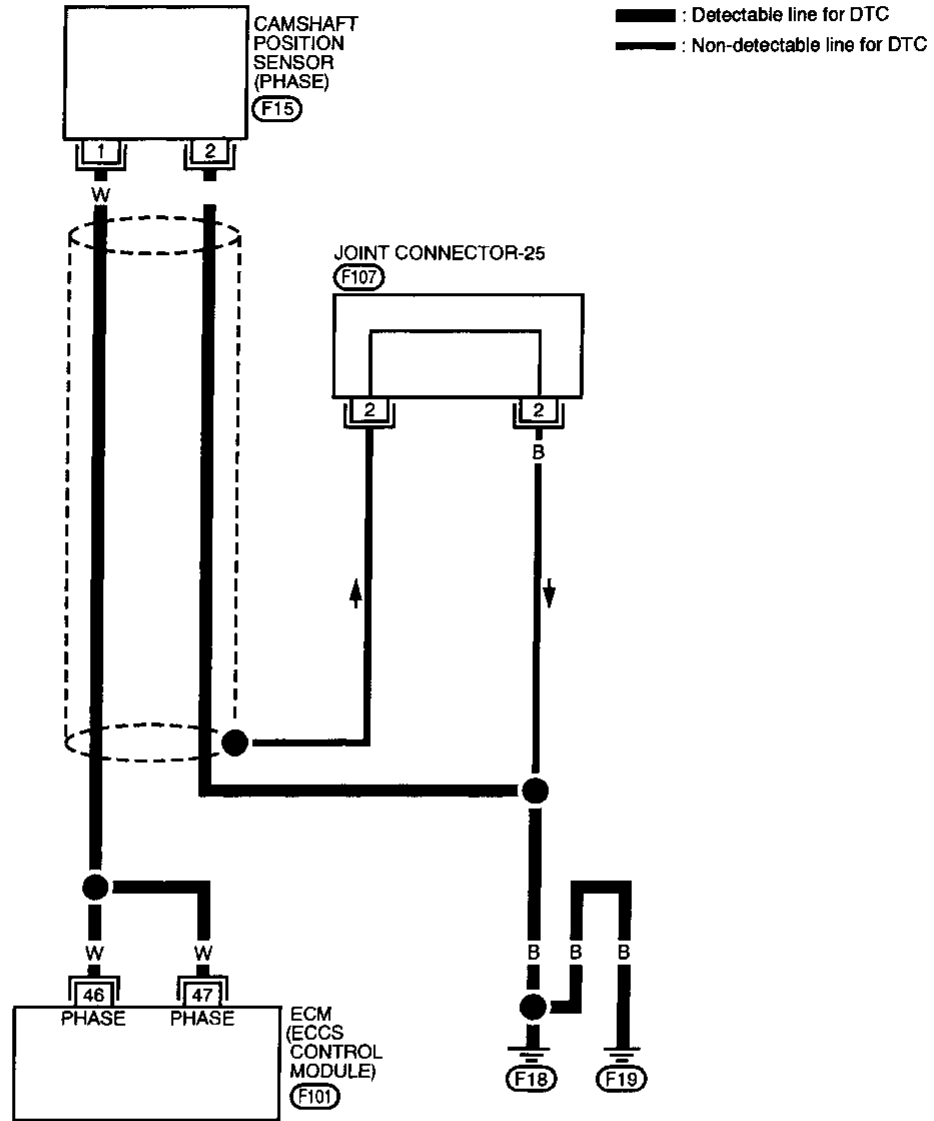 CAMSHAFT
POSITION
SENSOR
(PHASE)
F15
: Detectable line for DTC
: Non-detectable line for DTC
1
2
W
JOINT CONNECTOR-25
F107
2
2
B
W
W
B
B
B
46
47
PHASE
PHASE
ECM
(ECCS
CONTROL
MODULE)
F101
F18
F19